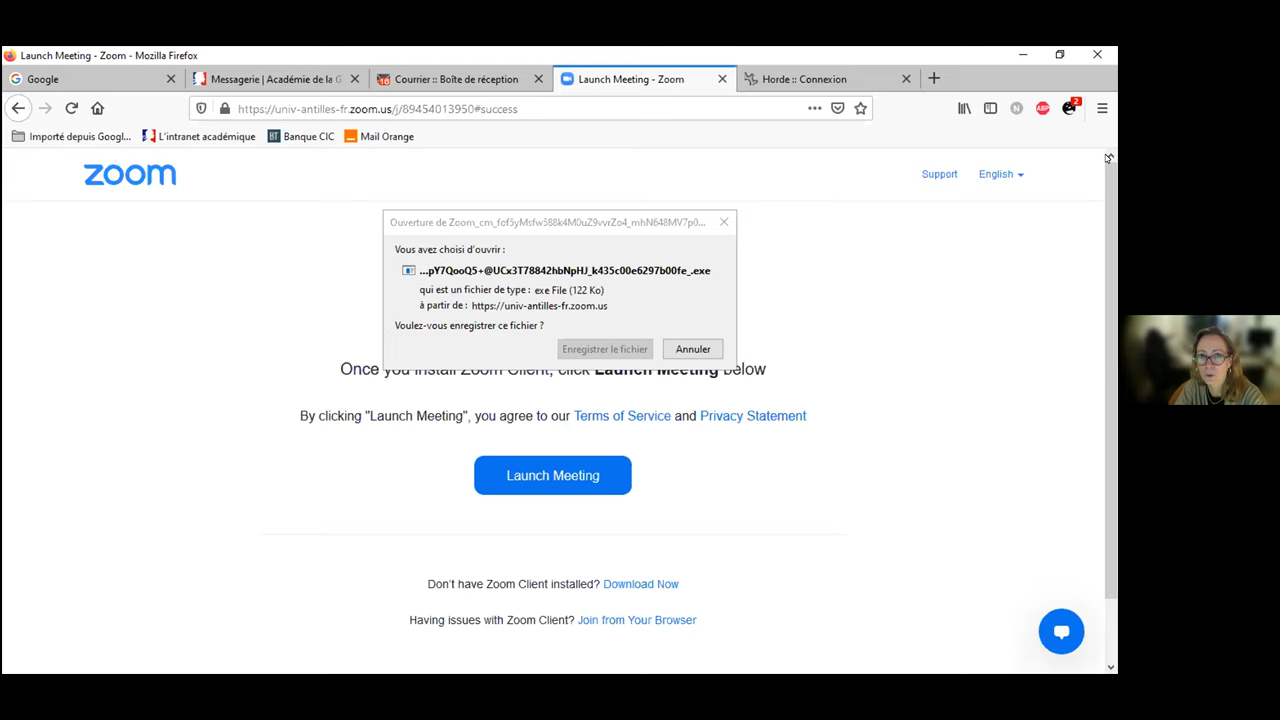 Launch Meeting - Zoom - Mozilla Firefox
Google
Messagerie | Académie de la G
Courrier :: Boîte de réception
Launch Meeting - Zoom
Horde :: Connexion
https://univ-antilles-fr.zoom.us/j/89454013950#success
2
Importé depuis Googl...
L'intranet académique
BT Banque CIC
Mail Orange
zoom
Support
English
Vous avez choisi d'ouvrir :
...pY7QooQ5+@UCx3T78842hbNpHJ_k435c00e6297b00fe_.exe
qui est un fichier de type : exe File (122 Ko)
à partir de : https://univ-antilles-fr.zoom.us
Voulez-vous enregistrer ce fichier ?
Enregistrer le fichier
Annuler
Once you install Zoom Client, click Launch Meeting below
By clicking "Launch Meeting", you agree to our Terms of Service and Privacy Statement
Launch Meeting
Don't have Zoom Client installed? Download Now
Having issues with Zoom Client? Join from Your Browser